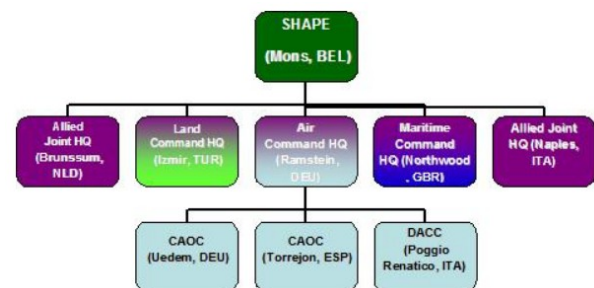 SHAPE
(Mons, BEL)
Allied
Joint HQ
(Brunssum,
NLD)
Land
Command HQ
(Izmir, TUR)
Air
Command HQ
(Ramstein,
DEU)
Maritime
Command
HQ (Northwood
, GBR)
Allied Joint
HQ (Naples,
ITA)
CAOC
(Uedem, DEU)
CAOC
(Torrejon, ESP)
DACC
(Poggio
Renatico, ITA)